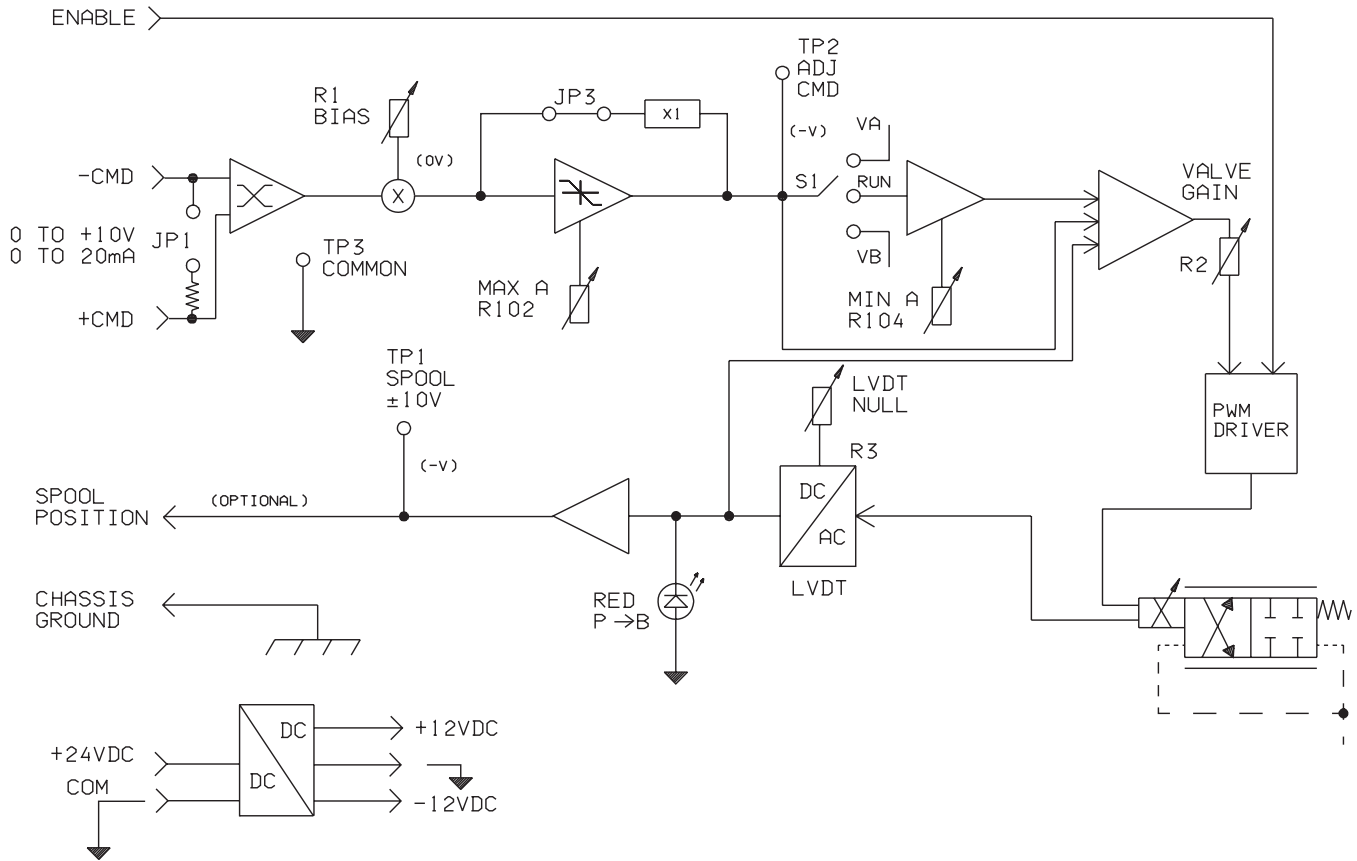 ENABLE
TP2
ADJ
CMD
R1
BIAS
JP3
X1
(-V)
VA
(0V)
-CMD
X
S1
RUN
VALVE
GAIN
0 TO +10V
0 TO 20mA
JP1
TP3
COMMON
VB
R2
MAX A
R102
MIN A
R104
+CMD
TP1
SPOOL
±10V
LVDT
NULL
PWM
DRIVER
R3
(-V)
DC
AC
SPOOL
POSITION
(OPTIONAL)
LVDT
CHASSIS
GROUND
RED
P→B
+24VDC
COM
DC
DC
+12VDC
-12VDC